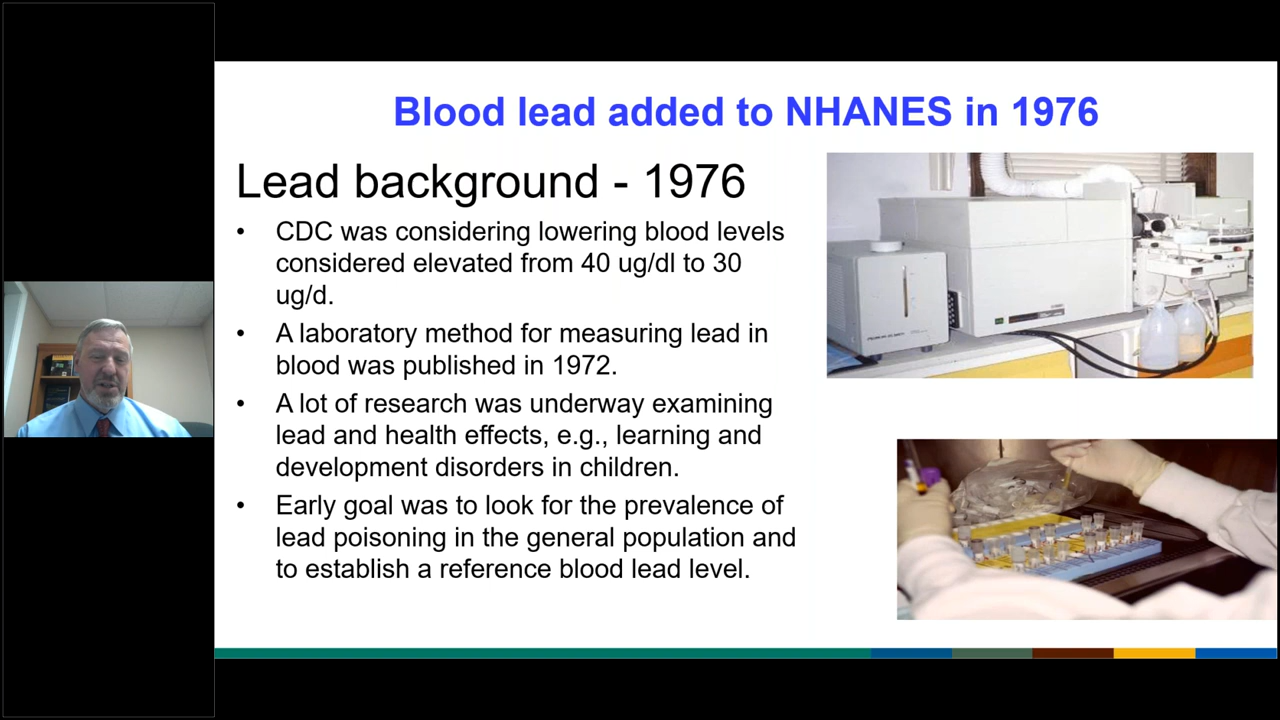 Blood lead added to NHANES in 1976
Lead background - 1976
• CDC was considering lowering blood levels
considered elevated from 40 ug/dl to 30
ug/d.
• A laboratory method for measuring lead in
blood was published in 1972.
• A lot of research was underway examining
lead and health effects, e.g., learning and
development disorders in children.
• Early goal was to look for the prevalence of
lead poisoning in the general population and
to establish a reference blood lead level.